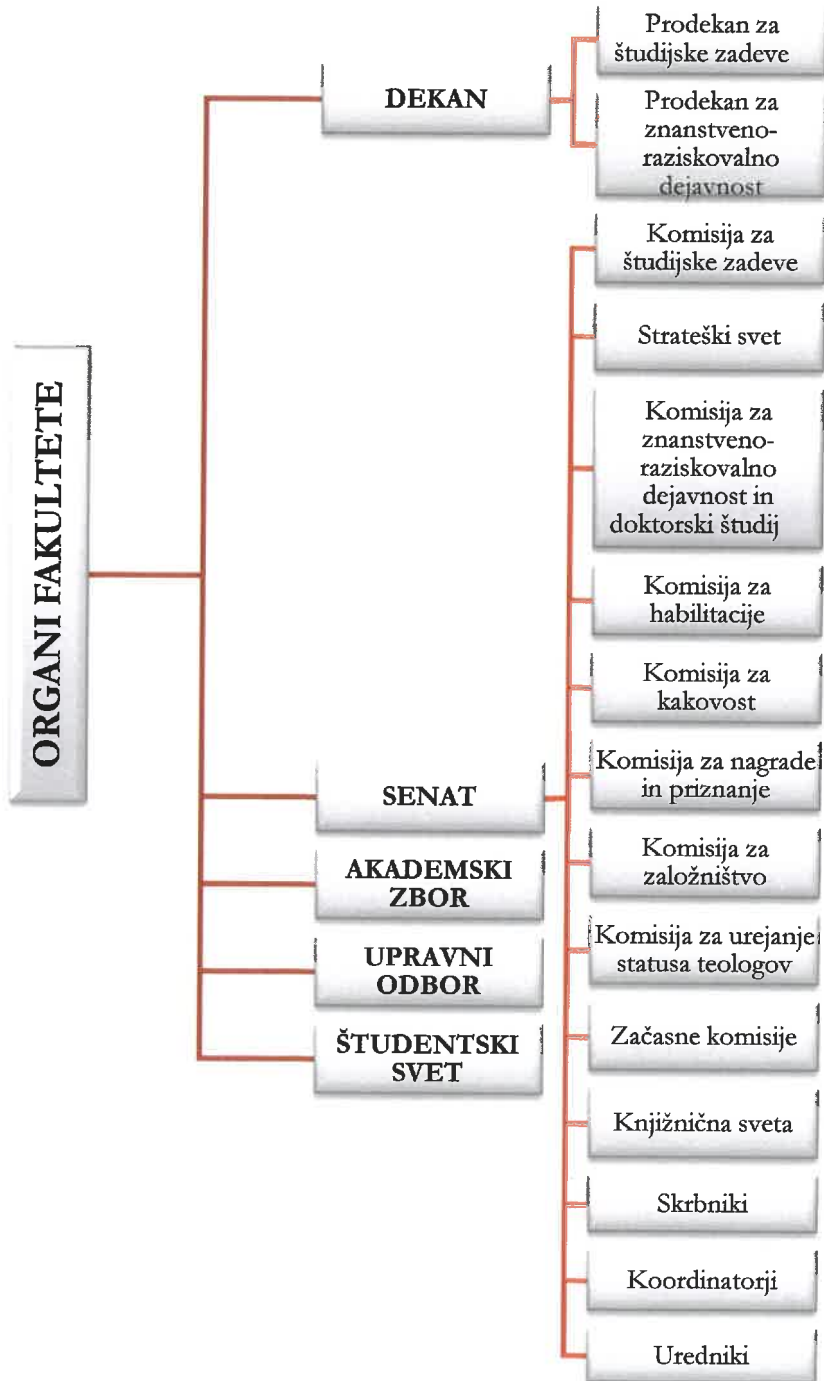 ORGANI FAKULTETE
DEKAN
Prodekan za
študijske zadeve
Prodekan za
znanstveno-
raziskovalno
dejavnost
SENAT
Komisija za
študijske zadeve
Strateški svet
Komisija za
znanstveno-
raziskovalno
dejavnost in
doktorski študij
Komisija za
habilitacije
Komisija za
kakovost
Komisija za nagrade
in priznanje
Komisija za
založništvo
Komisija za urejanje
statusa teologov
Začasne komisije
Knjižnična sveta
Skrbniki
Koordinatorji
Uredniki
AKADEMSKI
ZBOR
UPRAVNI
ODBOR
ŠTUDENTSKI
SVET